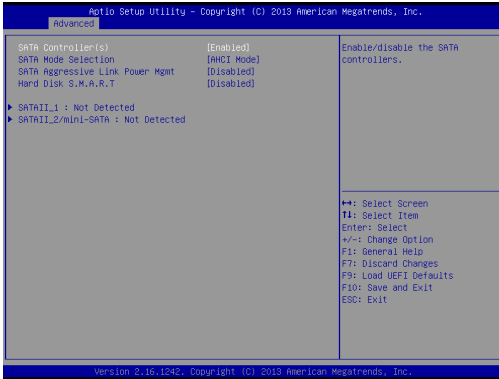 Aptio Setup Utility – Copyright (C) 2013 American Megatrends, Inc.
Advanced
SATA Controller(s) [Enabled]
SATA Mode Selection [AHCI Mode]
SATA Aggressive Link Power Mgmt [Disabled]
Hard Disk S.M.A.R.T [Disabled]
SATAII_1 : Not Detected
SATAII_2/mini-SATA : Not Detected
Enable/disable the SATA
controllers.
↔: Select Screen
↑↓: Select Item
Enter: Select
+/-: Change Option
F1: General Help
F7: Discard Changes
F9: Load UEFI Defaults
F10: Save and Exit
ESC: Exit
Version 2.16.1242. Copyright (C) 2013 American Megatrends, Inc.